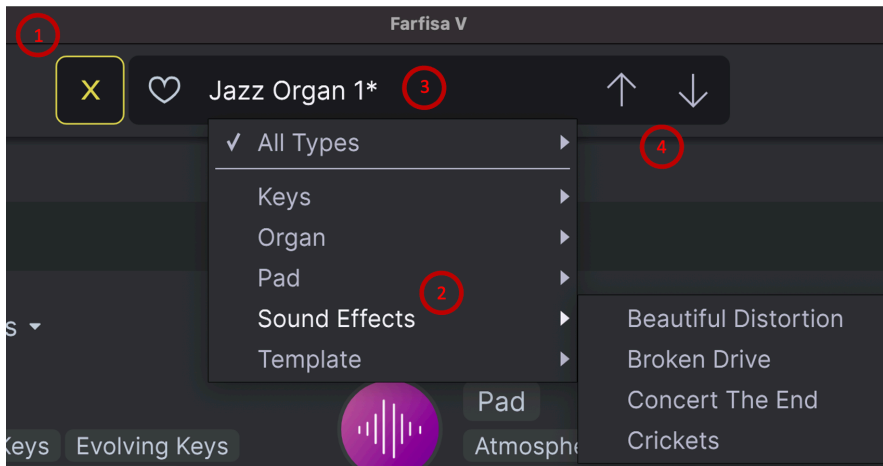 Farfisa V
1
X
Jazz Organ 1*
3
All Types
4
Keys
Organ
Pad
2
Sound Effects
Beautiful Distortion
s
Template
Broken Drive
Pad
Concert The End
Keys
Evolving Keys
Atmosphe
Crickets